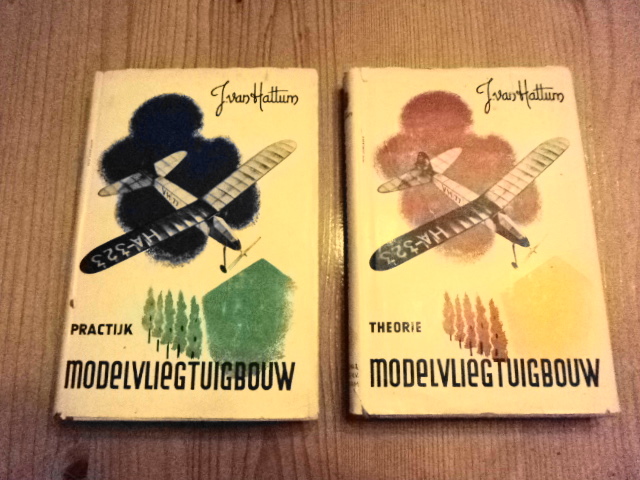 J. van Hattum
HA-323
PRACTIJK
MODELVLIEGTUIGBOUW
J. van Hattum
HA-323
THEORIE
MODELVLIEGTUIGBOUW